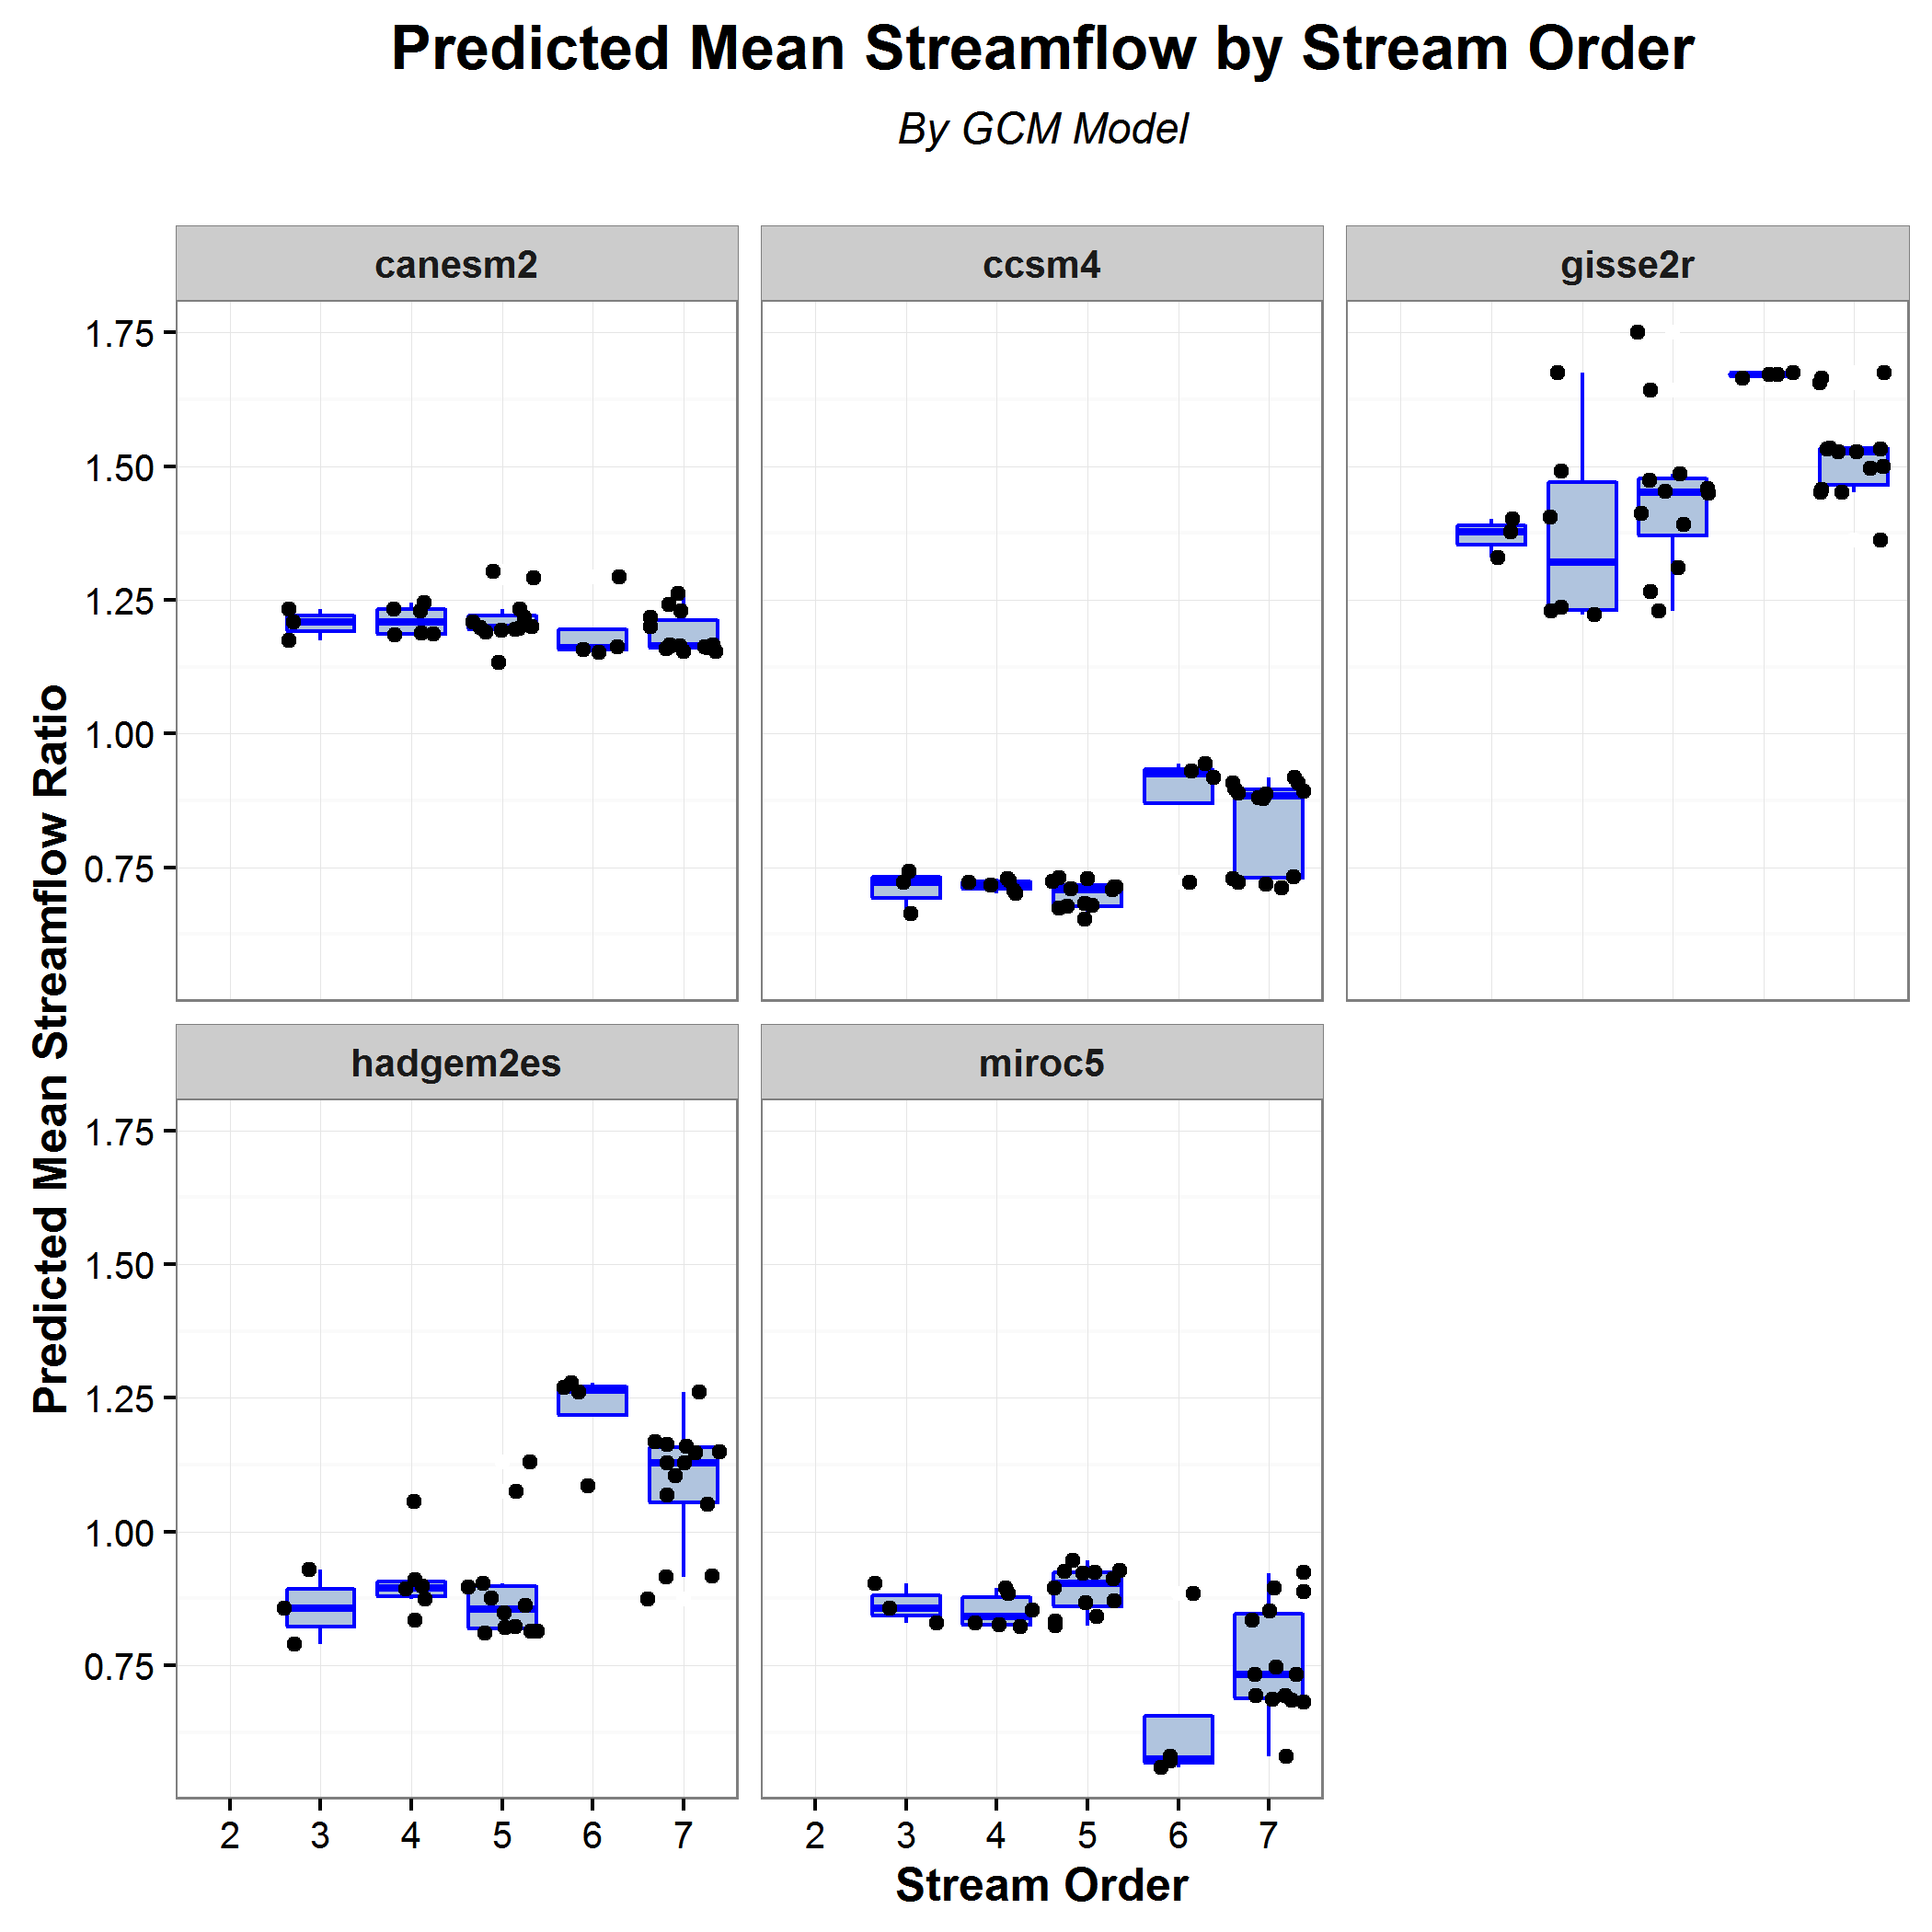 Predicted Mean Streamflow by Stream Order
By GCM Model
canesm2
ccsm4
gisse2r
1.75
1.50
1.25
1.00
0.75
Predicted Mean Streamflow Ratio
hadgem2es
miroc5
1.75
1.50
1.25
1.00
0.75
2 3 4 5 6 7
2 3 4 5 6 7
Stream Order